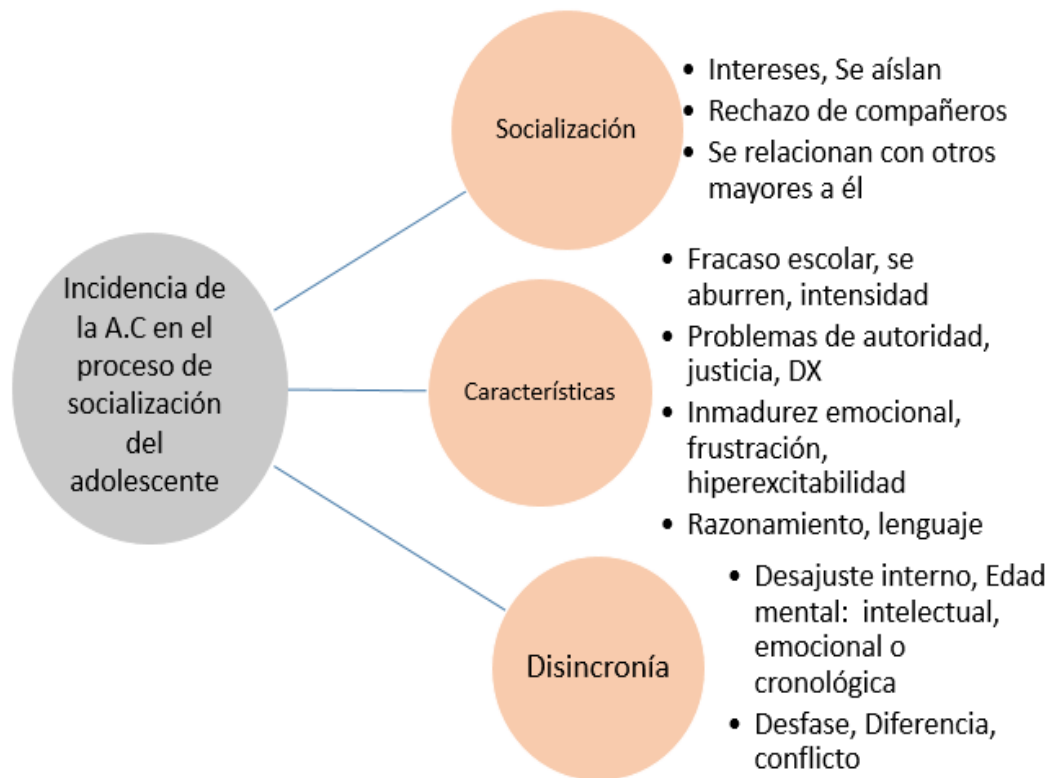 Incidencia de
la A.C en el
proceso de
socialización
del
adolescente
Socialización
• Intereses, Se aíslan
• Rechazo de compañeros
• Se relacionan con otros
mayores a él
Características
• Fracaso escolar, se
aburren, intensidad
• Problemas de autoridad,
justicia, DX
• Inmadurez emocional,
frustración,
hiperexcitabilidad
• Razonamiento, lenguaje
Disincronía
• Desajuste interno, Edad
mental: intelectual,
emocional o
cronológica
• Desfase, Diferencia,
conflicto